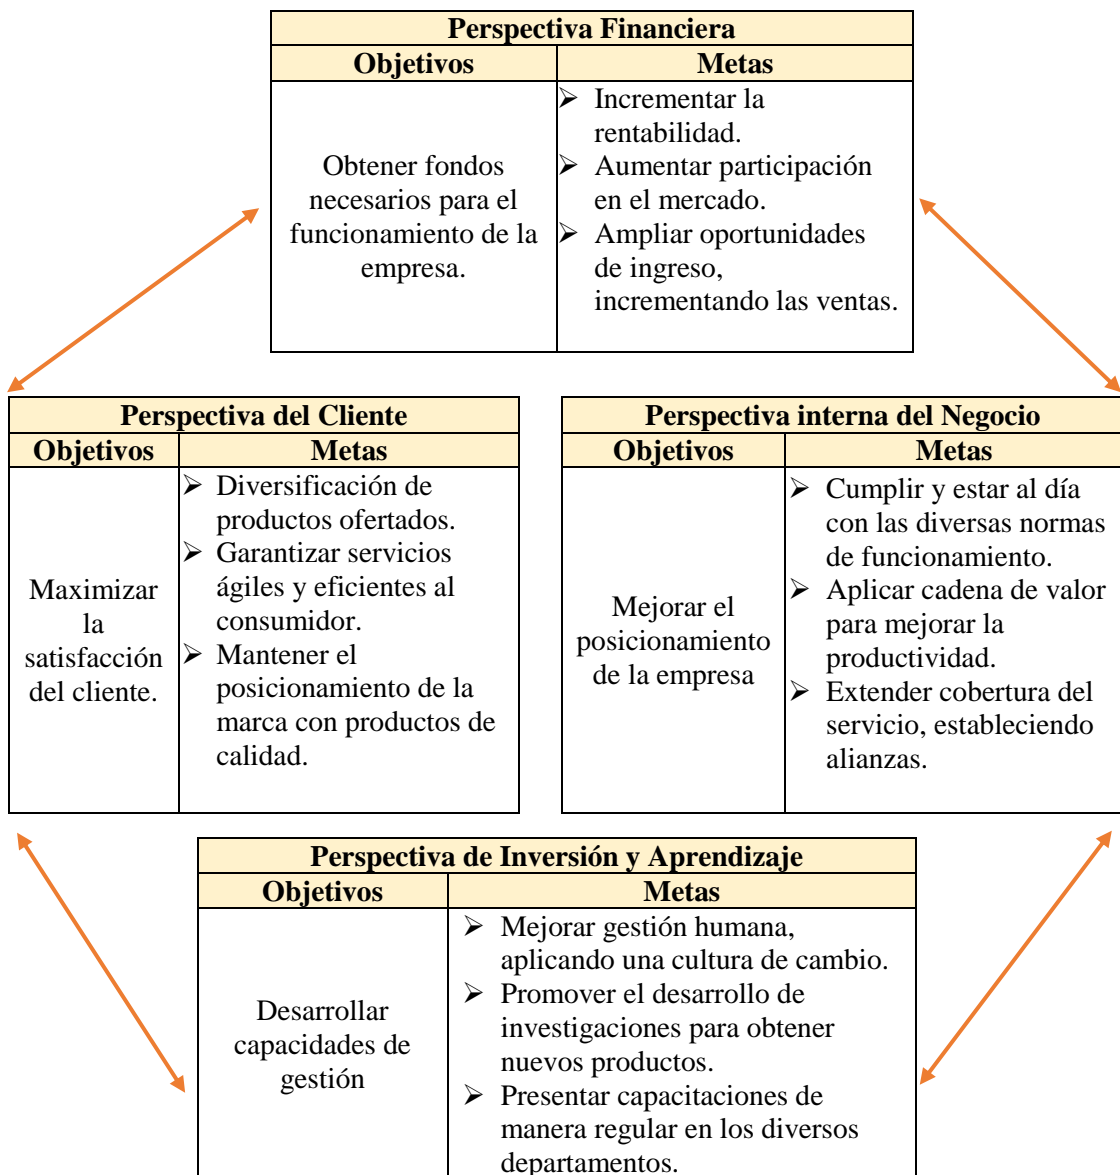 Perspectiva Financiera
Objetivos
Metas
Obtener fondos
necesarios para el
funcionamiento de la
empresa.
➢ Incrementar la
rentabilidad.
➢ Aumentar participación
en el mercado.
➢ Ampliar oportunidades
de ingreso,
incrementando las ventas.
Perspectiva del Cliente
Objetivos
Metas
Maximizar
la
satisfacción
del cliente.
➢ Diversificación de
productos ofertados.
➢ Garantizar servicios
ágiles y eficientes al
consumidor.
➢ Mantener el
posicionamiento de la
marca con productos de
calidad.
Perspectiva interna del Negocio
Objetivos
Metas
Mejorar el
posicionamiento
de la empresa
➢ Cumplir y estar al día
con las diversas normas
de funcionamiento.
➢ Aplicar cadena de valor
para mejorar la
productividad.
➢ Extender cobertura del
servicio, estableciendo
alianzas.
Perspectiva de Inversión y Aprendizaje
Objetivos
Metas
Desarrollar
capacidades de
gestión
➢ Mejorar gestión humana,
aplicando una cultura de cambio.
➢ Promover el desarrollo de
investigaciones para obtener
nuevos productos.
➢ Presentar capacitaciones de
manera regular en los diversos
departamentos.